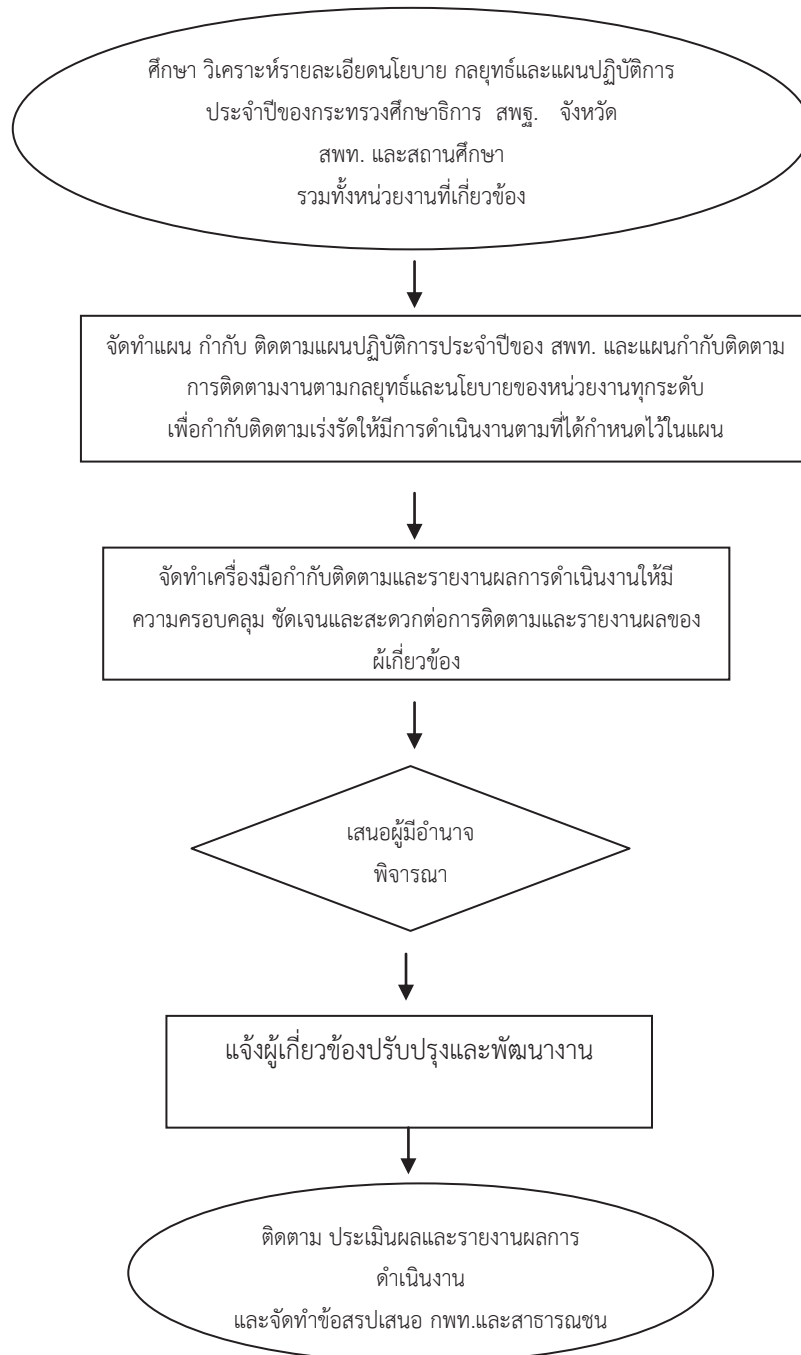 ศึกษา วิเคราะห์รายละเอียดนโยบาย กลยุทธ์และแผนปฏิบัติการ
ประจำปีของกระทรวงศึกษาธิการ สพฐ. จังหวัด
สพท. และสถานศึกษา
รวมทั้งหน่วยงานที่เกี่ยวข้อง
จัดทำแผน กำกับ ติดตามแผนปฏิบัติการประจำปีของ สพท. และแผนกำกับติดตาม
การติดตามงานตามกลยุทธ์และนโยบายของหน่วยงานทุกระดับ
เพื่อกำกับติดตามเร่งรัดให้มีการดำเนินงานตามที่ได้กำหนดไว้ในแผน
จัดทำเครื่องมือกำกับติดตามและรายงานผลการดำเนินงานให้มี
ความครอบคลุม ชัดเจนและสะดวกต่อการติดตามและรายงานผลของ
ผู้เกี่ยวข้อง
เสนอผู้มีอำนาจ
พิจารณา
แจ้งผู้เกี่ยวข้องปรับปรุงและพัฒนางาน
ติดตาม ประเมินผลและรายงานผลการ
ดำเนินงาน
และจัดทำข้อสรุปเสนอ กพท.และสาธารณชน